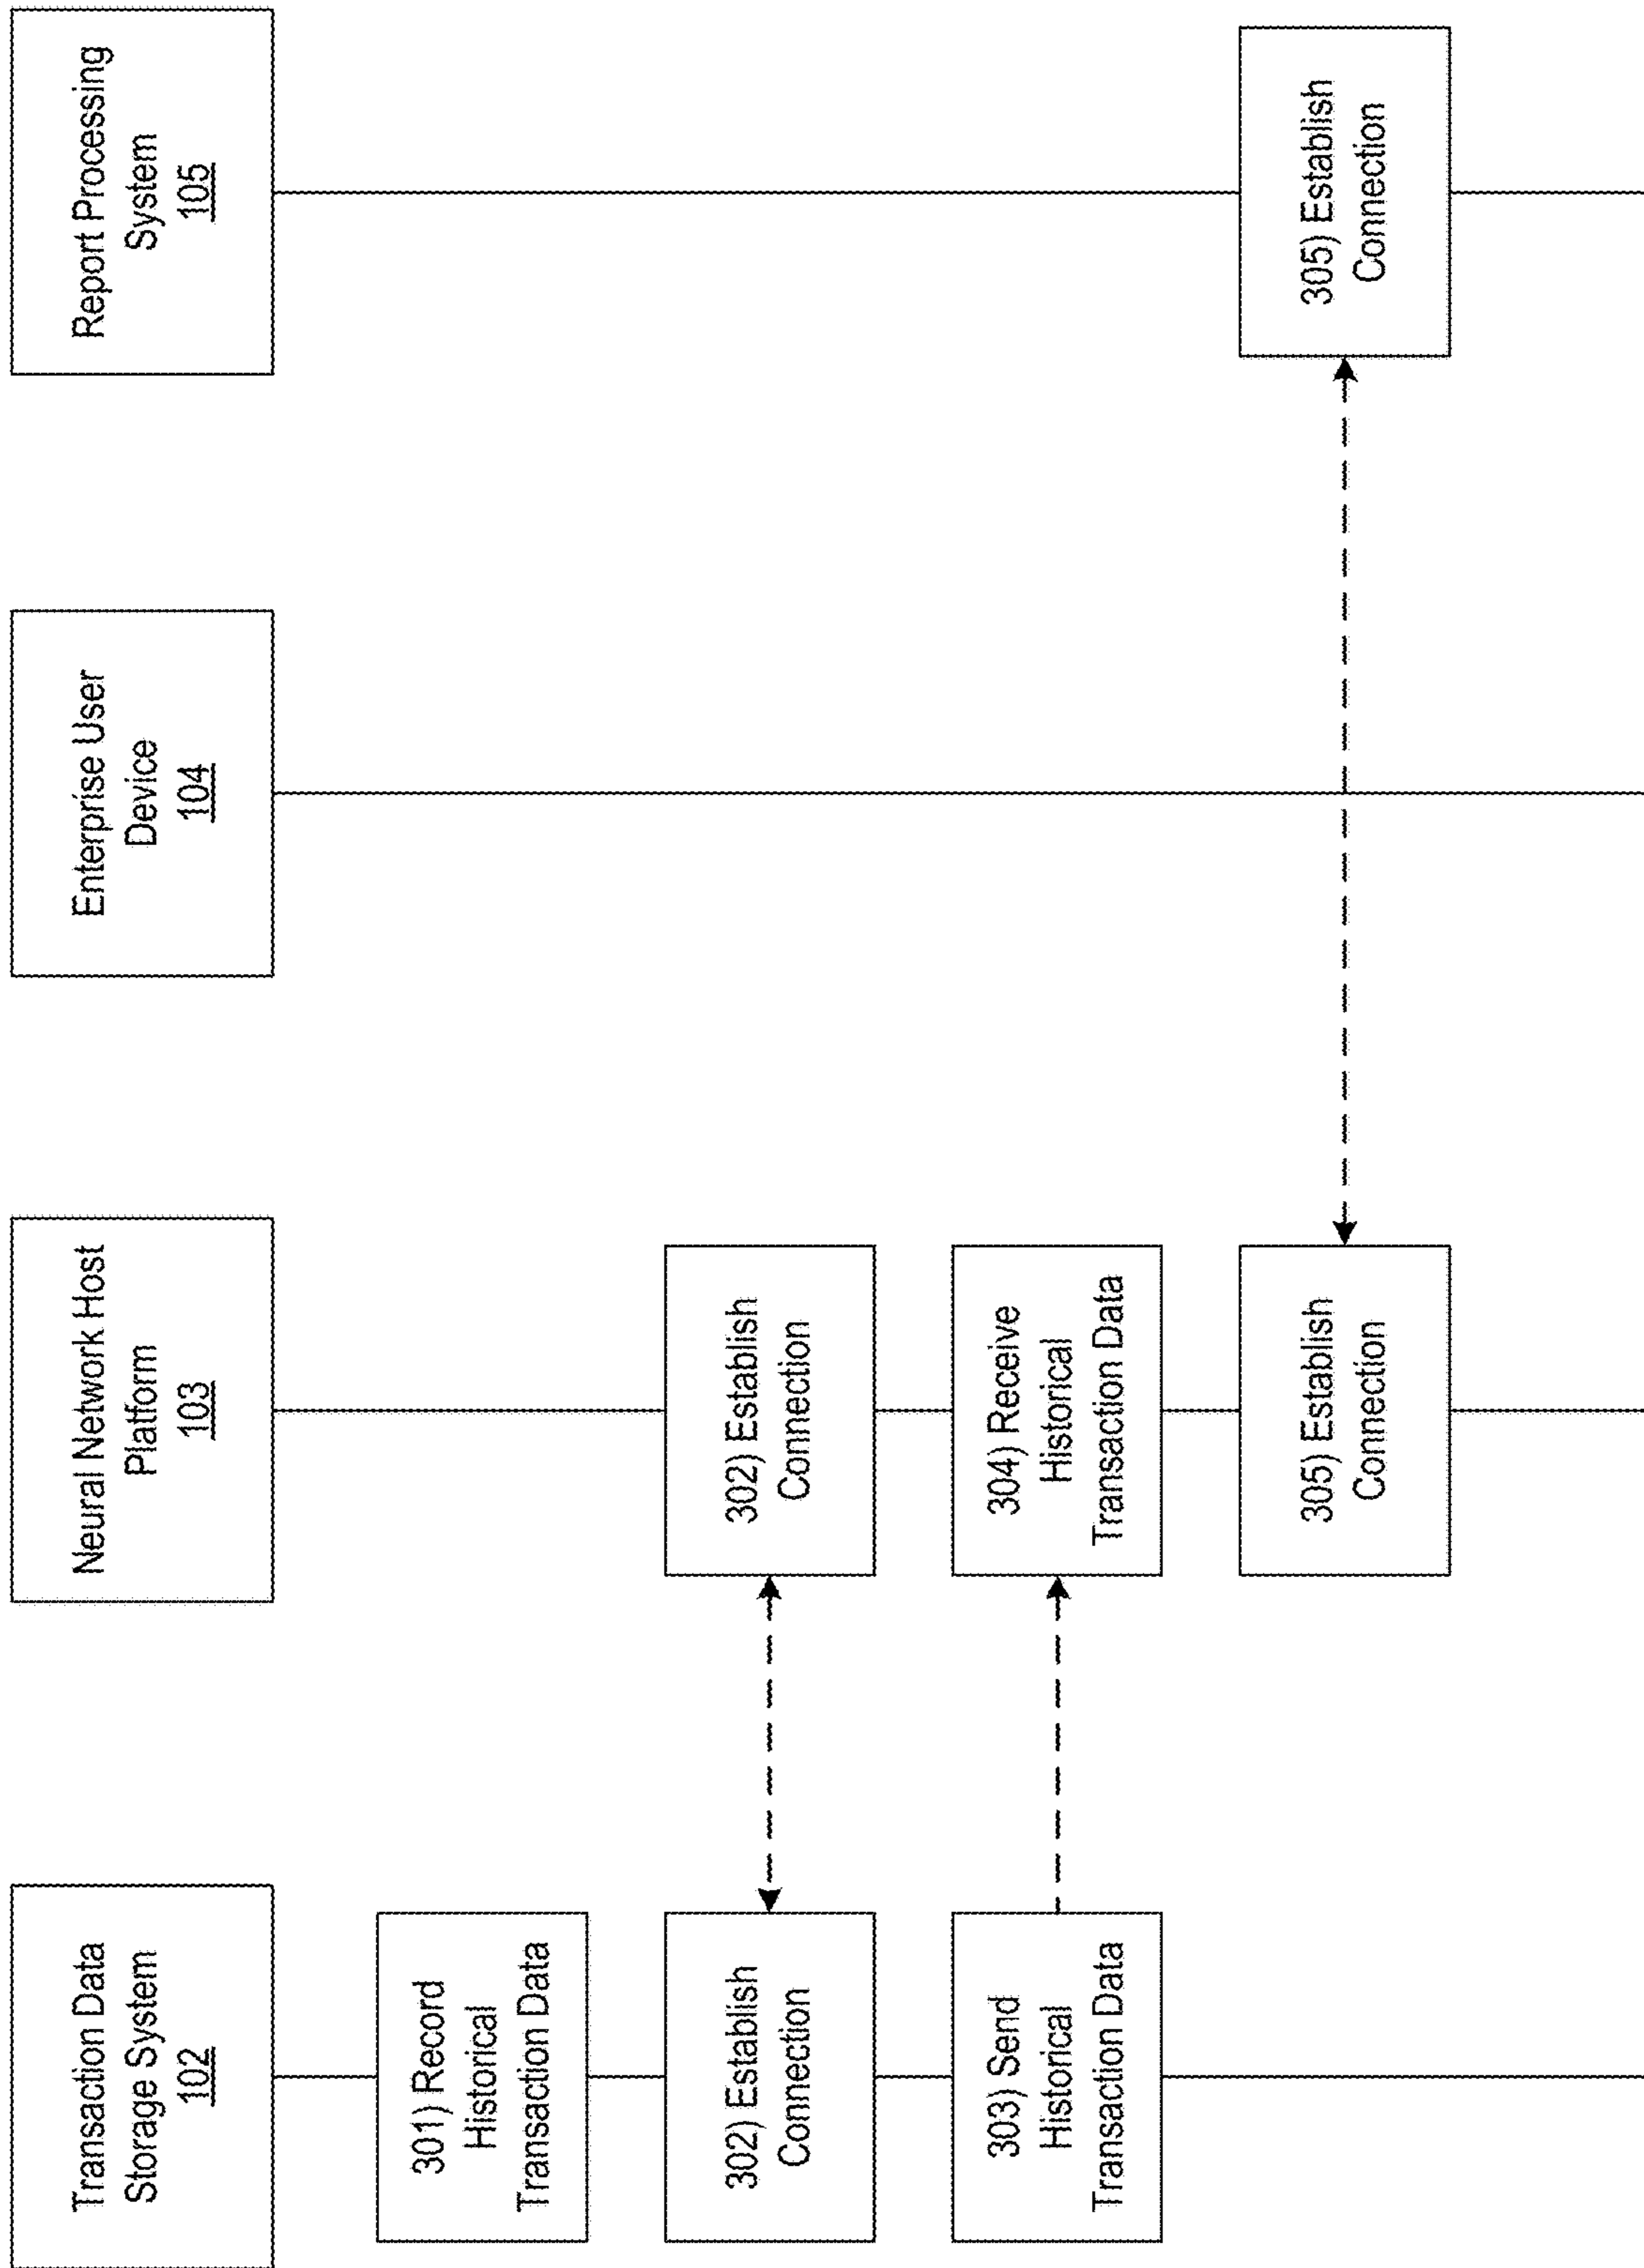 Transaction Data
Storage System
102
Neural Network Host
Platform
103
Enterprise User
Device
104
Report Processing
System
105
301) Record
Historical
Transaction Data
302) Establish
Connection
302) Establish
Connection
303) Send
Historical
Transaction Data
304) Receive
Historical
Transaction Data
305) Establish
Connection
305) Establish
Connection